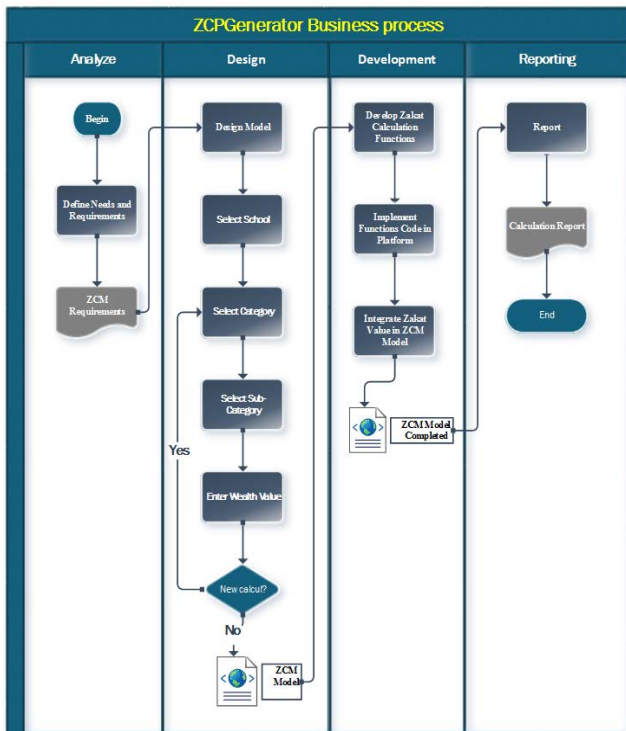 ZCPGenerator Business process
Analyze
Design
Development
Reporting
Begin
Define Needs and
Requirements
ZCM
Requirements
Design Model
Select School
Select Category
Select Sub-
Category
Enter Wealth Value
Yes
New calcul?
No
ZCM
Model
Develop Zakat
Calculation
Functions
Implement
Functions Code in
Platform
Integrate Zakat
Value in ZCM
Model
ZCM Model
Completed
Report
Calculation Report
End